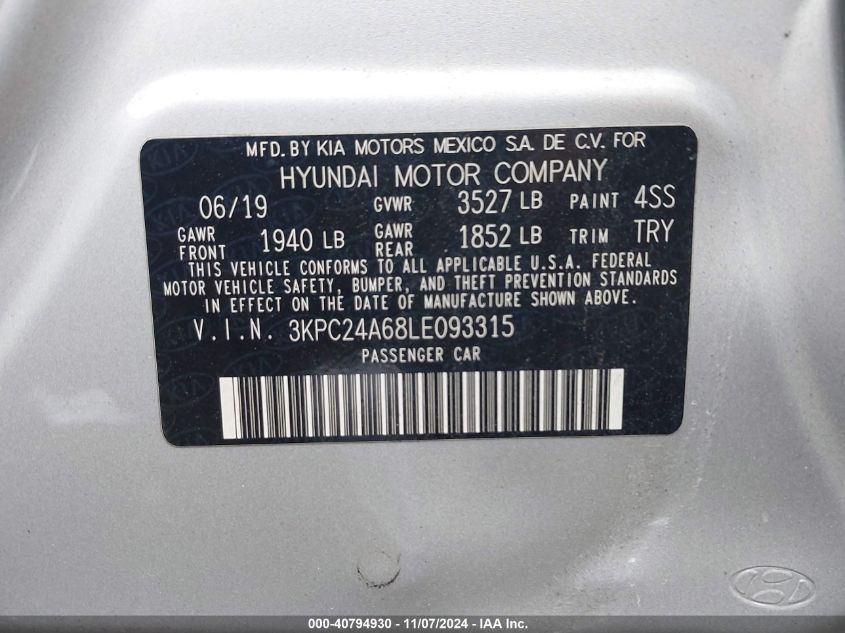 MFD. BY KIA MOTORS MEXICO S.A. DE C.V. FOR
HYUNDAI MOTOR COMPANY
06/19 GVWR 3527 LB PAINT 4SS
GAWR FRONT 1940 LB GAWR REAR 1852 LB TRIM TRY
THIS VEHICLE CONFORMS TO ALL APPLICABLE U.S.A. FEDERAL
MOTOR VEHICLE SAFETY, BUMPER, AND THEFT PREVENTION STANDARDS
IN EFFECT ON THE DATE OF MANUFACTURE SHOWN ABOVE.
V.I.N. 3KPC24A68LE093315
PASSENGER CAR
000-40794930 - 11/07/2024 - IAA Inc.